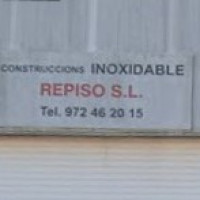 CONSTRUCCIONS INOXIDABLE
REPISO S.L.
Tel. 972 46 20 15